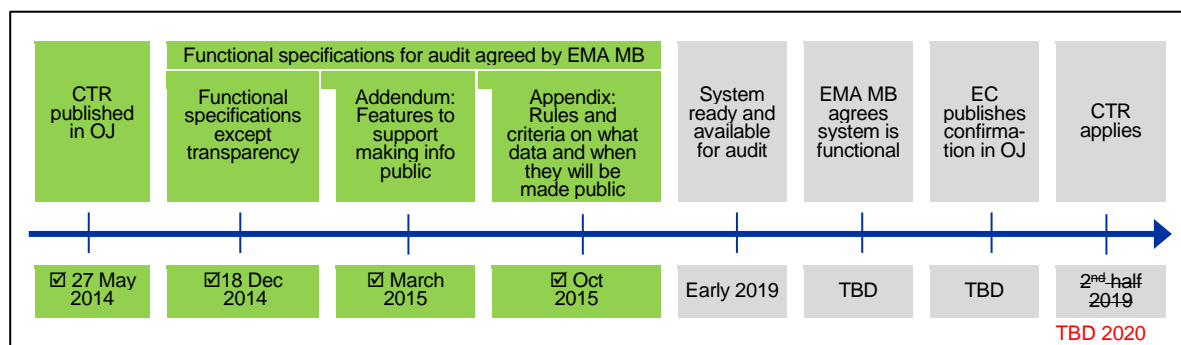 Functional specifications for audit agreed by EMA MB
CTR
published
in OJ
Functional
specifications
except
transparency
Addendum:
Features to
support
making info
public
Appendix:
Rules and
criteria on what
data and when
they will be
made public
System
ready and
available
for audit
EMA MB
agrees
system is
functional
EC
publishes
confirma-
tion in OJ
CTR
applies
☑ 27 May
2014
☑18 Dec
2014
☑ March
2015
☑ Oct
2015
Early 2019
TBD
TBD
2nd half
2019
TBD 2020